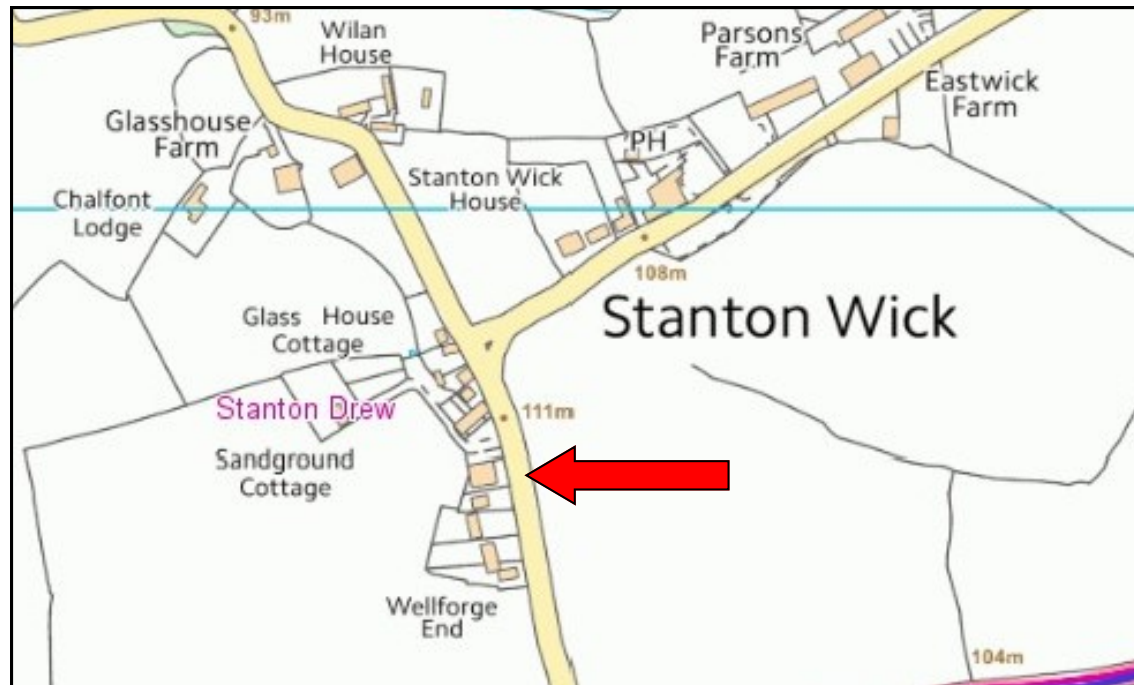 93m
Wilan
House
Parsons
Farm
Eastwick
Farm
Glasshouse
Farm
PH
Stanton Wick
House
Chalfont
Lodge
108m
Stanton Wick
Glass House
Cottage
Stanton Drew
111m
Sandground
Cottage
Wellforge
End
104m